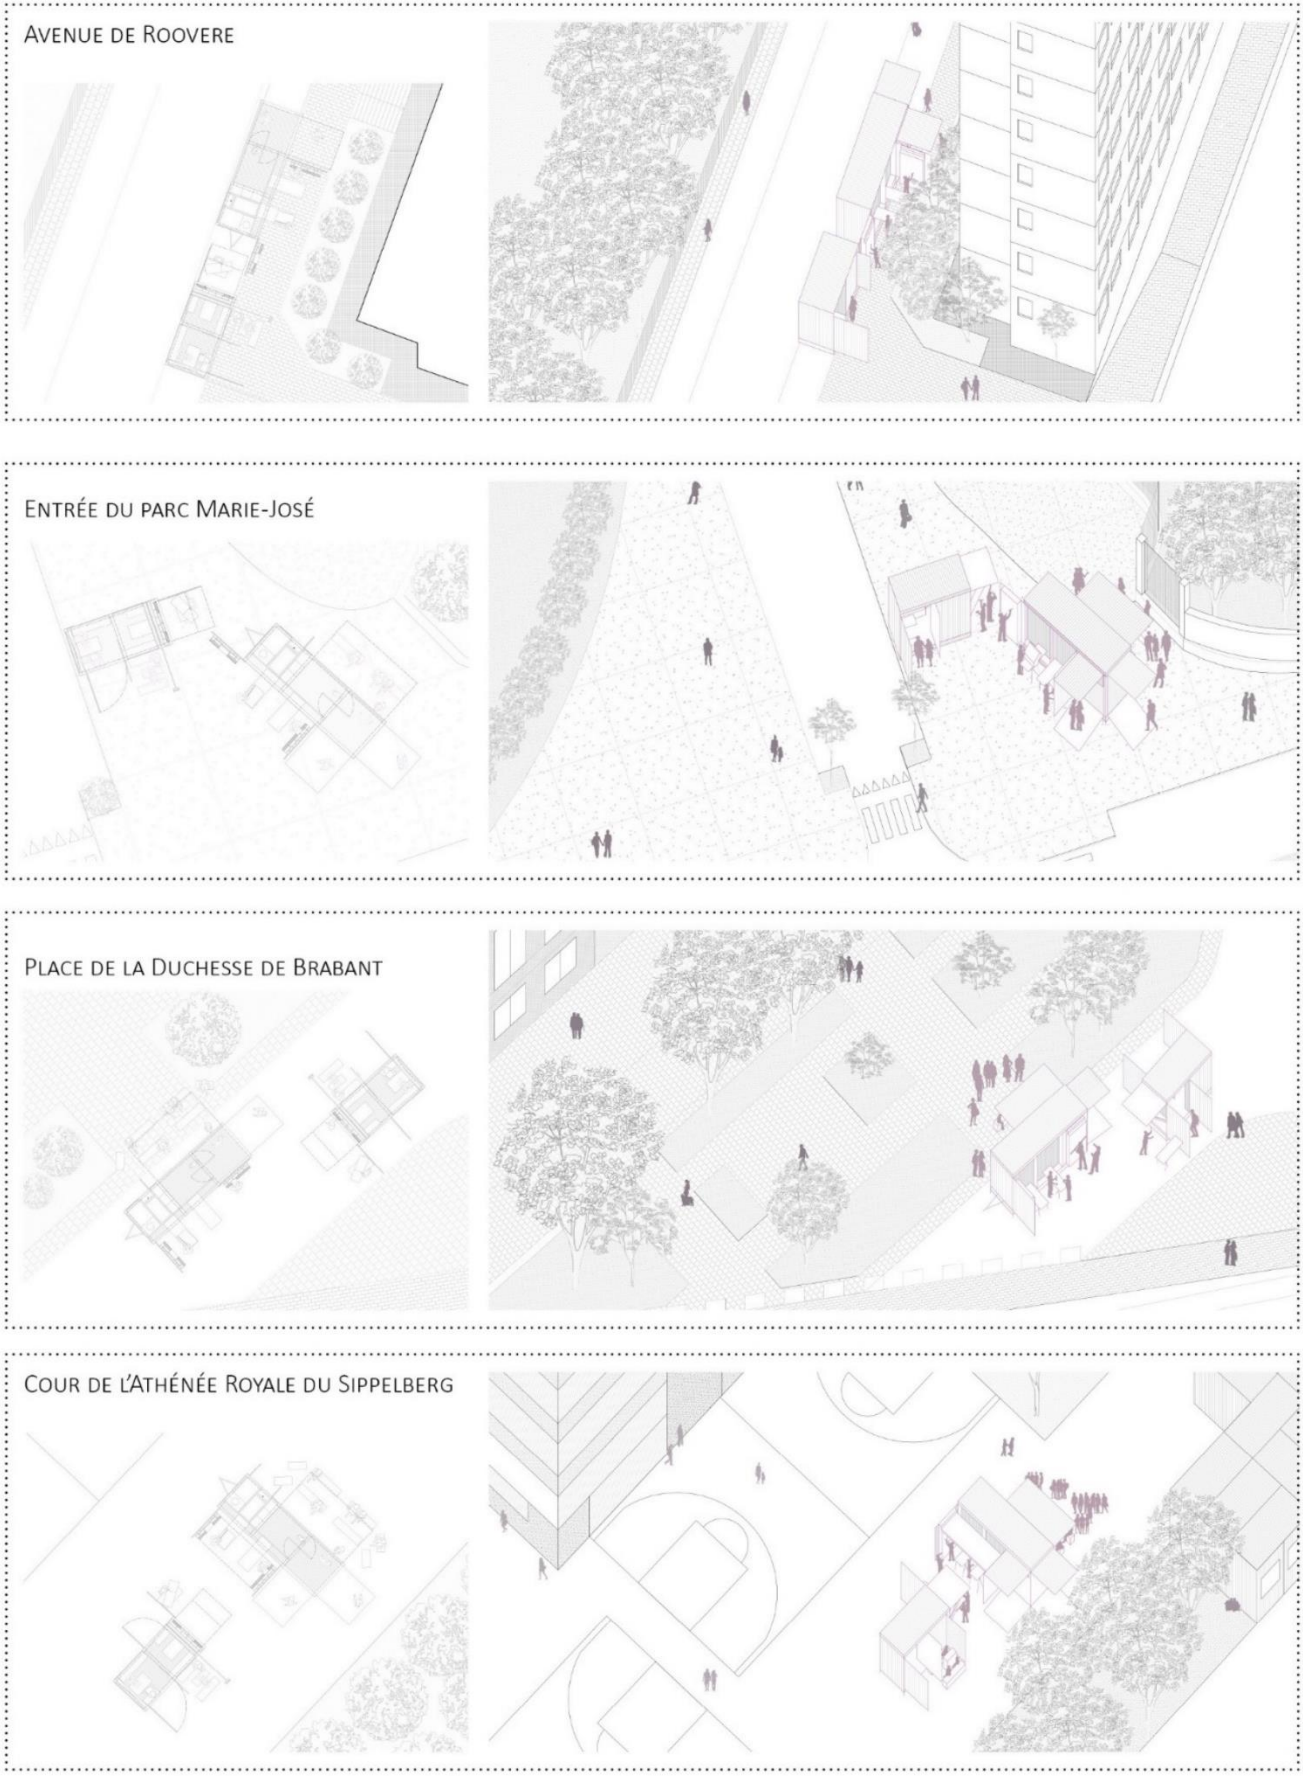 Avenue de Roovere
Entrée du parc Marie-José
Place de la Duchesse de Brabant
Cour de l'Athénée Royale du Sippelberg